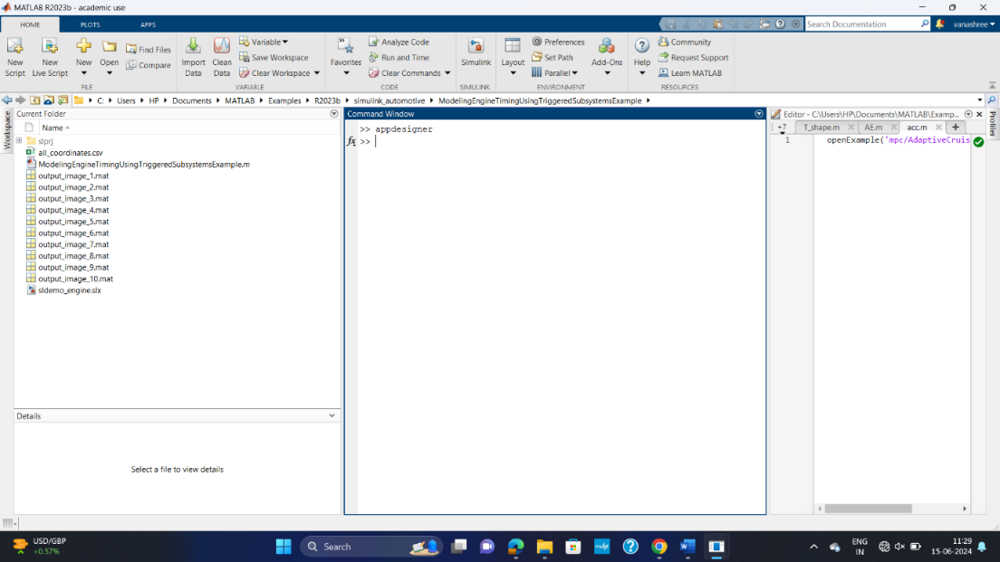 MATLAB R2023b - academic use
HOME PLOTS APPS
Search Documentation
vanashree
New Script
New Live Script
New
Open
Find Files
Compare
FILE
Import Data
Clean Data
Variable
Save Workspace
Clear Workspace
VARIABLE
Favorites
Analyze Code
Run and Time
Clear Commands
CODE
Simulink
SIMULINK
Layout
Preferences
Set Path
Parallel
Add-Ons
ENVIRONMENT
Help
Community
Request Support
Learn MATLAB
RESOURCES
C: Users HP Documents MATLAB Examples R2023b simulink_automotive ModelingEngineTimingUsingTriggeredSubsystemsExample
Workspace
Current Folder
Name
slprj
all_coordinates.csv
ModelingEngineTimingUsingTriggeredSubsystemsExample.m
output_image_1.mat
output_image_2.mat
output_image_3.mat
output_image_4.mat
output_image_5.mat
output_image_6.mat
output_image_7.mat
output_image_8.mat
output_image_9.mat
output_image_10.mat
sldemo_engine.slx
Details
Select a file to view details
Command Window
>> appdesigner
fx >>
Editor - C:\Users\HP\Documents\MATLAB\Examp...
+7 T_shape.m AE.m acc.m +
1 openExample("mpc/AdaptiveCruis
Profiler
USD/GBP
+0.57%
Search
ENG
IN
11:29
15-06-2024